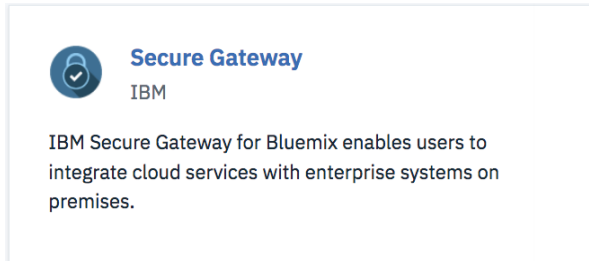 Secure Gateway
IBM
IBM Secure Gateway for Bluemix enables users to
integrate cloud services with enterprise systems on
premises.